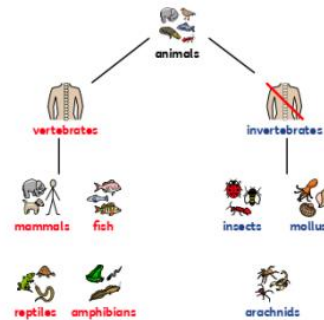 animals
vertebrates
invertebrates
mammals
fish
insects
mollus
reptiles
amphibians
arachnids